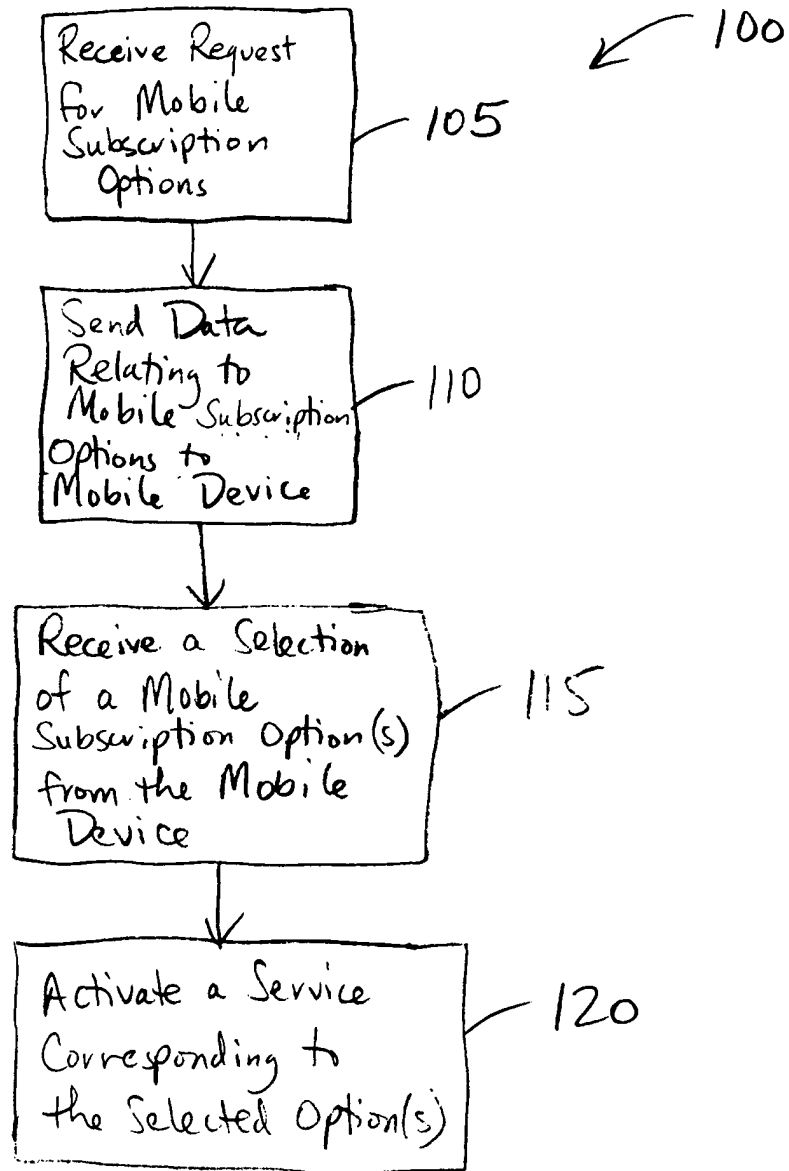 100
Receive Request
for Mobile
Subscription
Options
105
Send Data
Relating to
Mobile Subscription
Options to
Mobile Device
110
Receive a Selection
of a Mobile
Subscription Option(s)
from the Mobile
Device
115
Activate a Service
Corresponding to
the Selected Option(s)
120